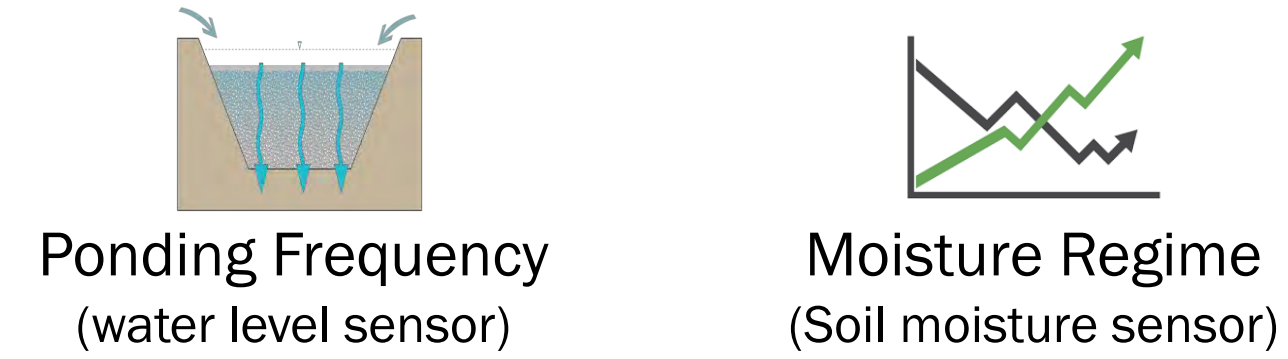 Ponding Frequency
(water level sensor)
Moisture Regime
(Soil moisture sensor)